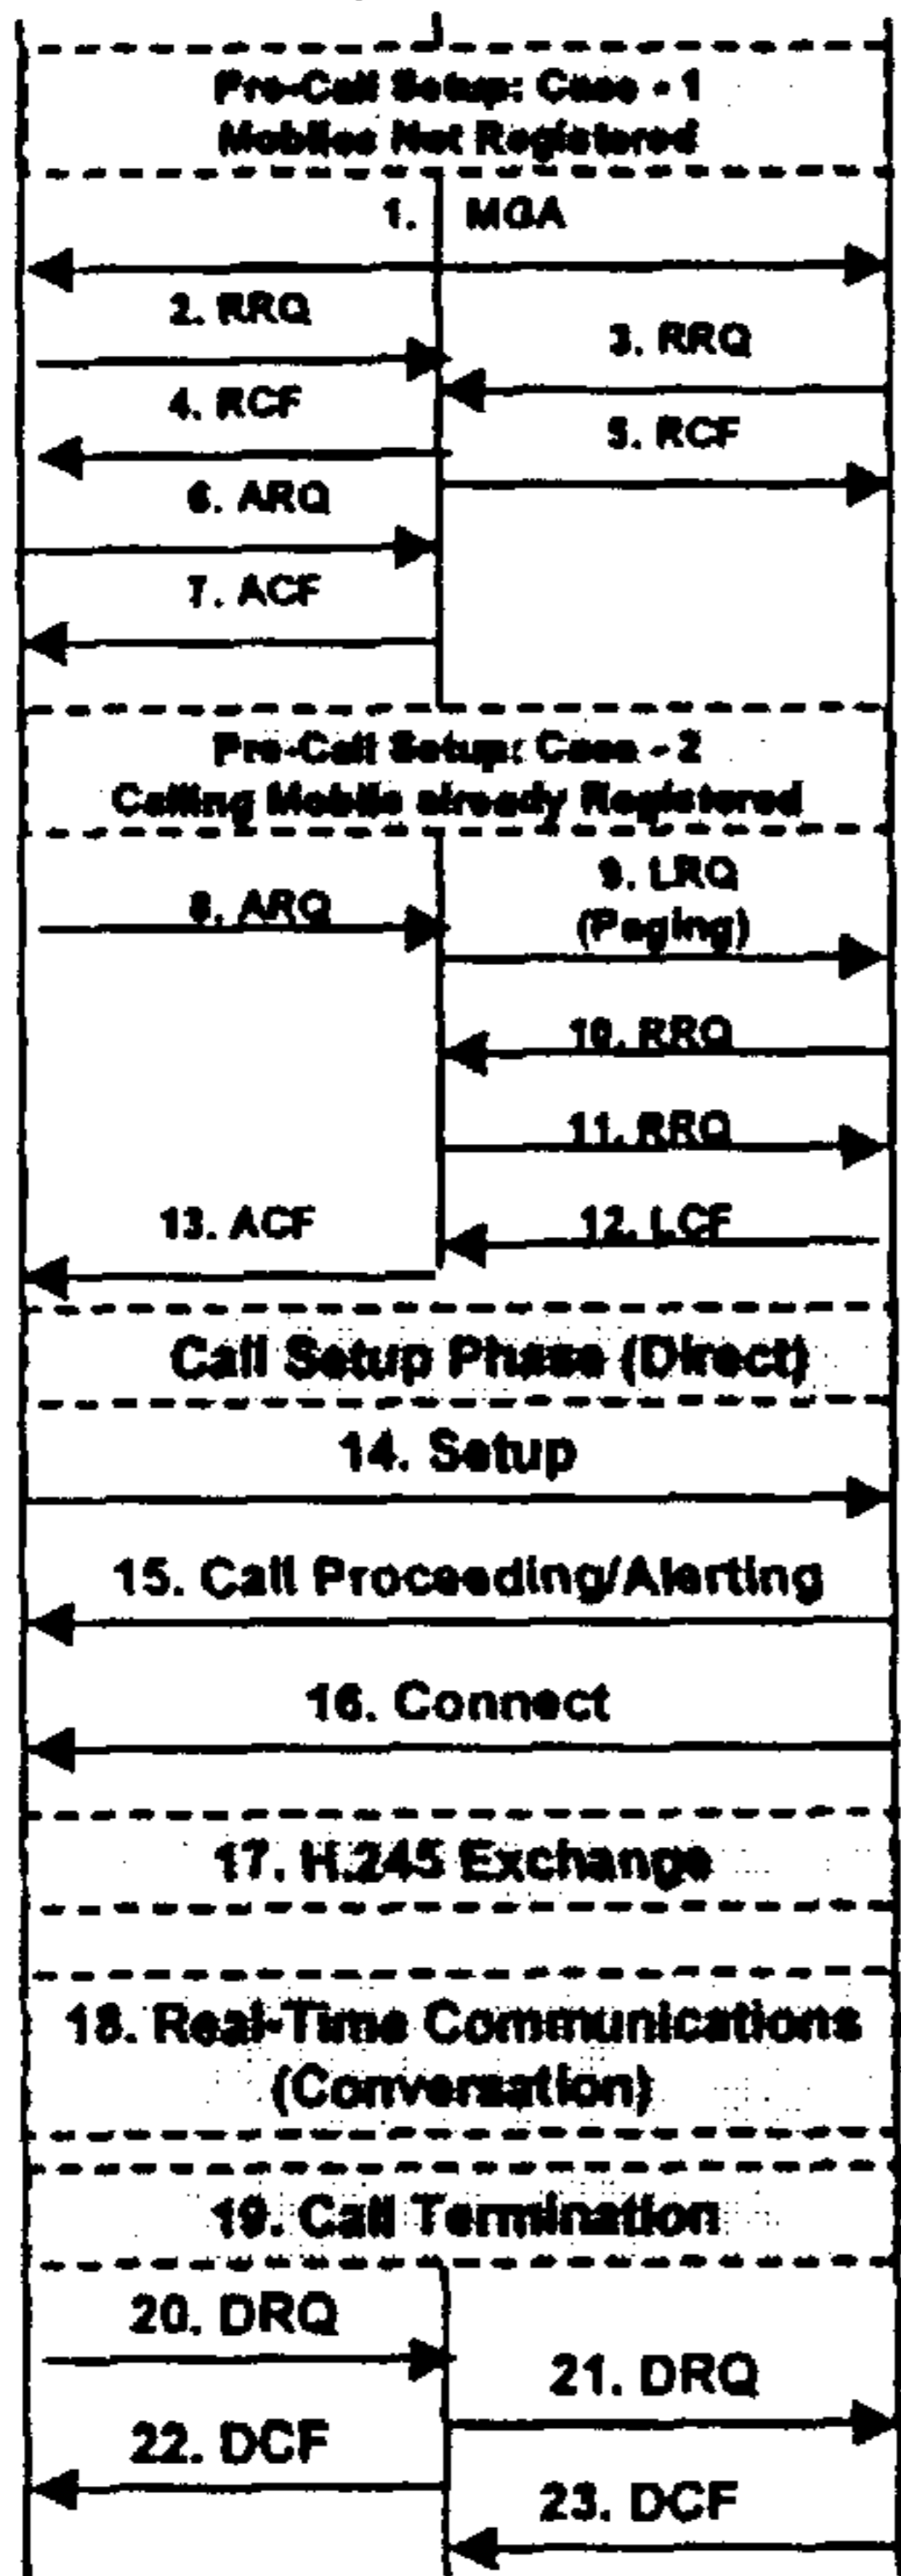 Pre-Call Setup: Case - 1
Mobiles Not Registered
1. MGA
2. RRQ
3. RRQ
4. RCF
5. RCF
6. ARQ
7. ACF
Pre-Call Setup: Case - 2
Calling Mobile already Registered
8. ARQ
9. LRQ
(Paging)
10. RRQ
11. RRQ
13. ACF
12. LCF
Call Setup Phase (Direct)
14. Setup
15. Call Proceeding/Alerting
16. Connect
17. H.245 Exchange
18. Real-Time Communications
(Conversation)
19. Call Termination
20. DRQ
21. DRQ
22. DCF
23. DCF